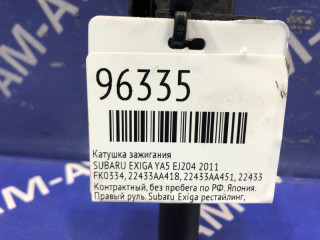 96335
Катушка зажигания
SUBARU EXIGA YA5 EJ204 2011
FK0334, 22433AA418, 22433AA451, 22433
Контрактный, без пробега по РФ. Япония.
Правый руль. Subaru Exiga рестайлинг,